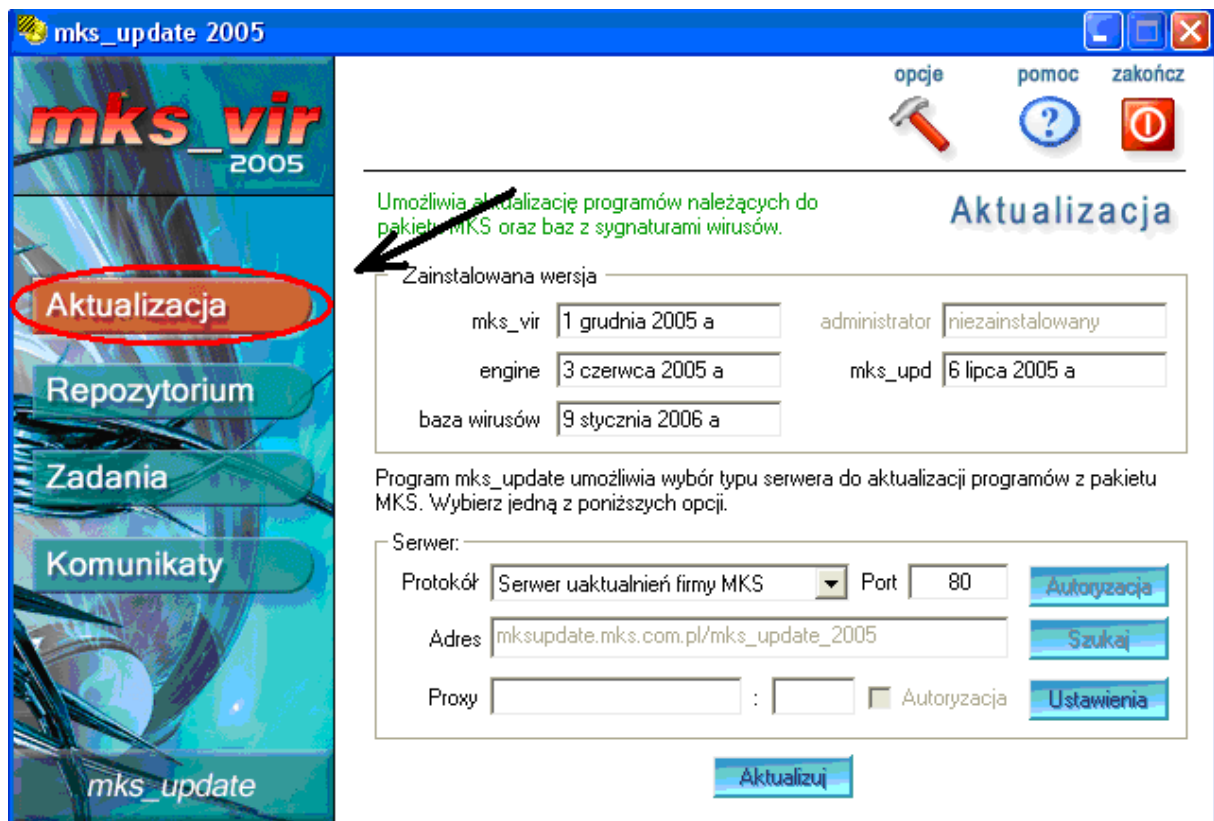 mks_update 2005
mks_vir
2005
opcje pomoc zakończ
Umożliwia aktualizację programów należących do
pakietu MKS oraz baz z sygnaturami wirusów.
Aktualizacja
Aktualizacja
Repozytorium
Zadania
Komunikaty
mks_update
Zainstalowana wersja
mks_vir 1 grudnia 2005 a administrator niezainstalowany
engine 3 czerwca 2005 a mks_upd 6 lipca 2005 a
baza wirusów 9 stycznia 2006 a
Program mks_update umożliwia wybór typu serwera do aktualizacji programów z pakietu
MKS. Wybierz jedną z poniższych opcji.
Serwer:
Protokół Serwer uaktualnień firmy MKS Port 80 Autoryzacja
Adres mksupdate.mks.com.pl/mks_update_2005 Szukaj
Proxy : Autoryzacja Ustawienia
Aktualizuj